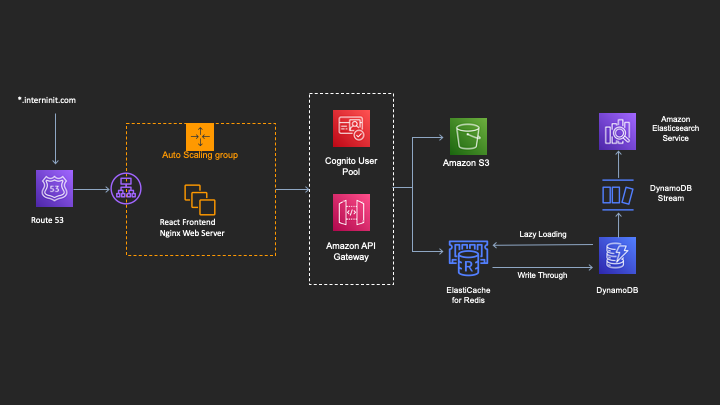 *.interninit.com
53
Route 53
Auto Scaling group
React Frontend
Nginx Web Server
Cognito User
Pool
Amazon API
Gateway
Amazon S3
R
ElastiCache
for Redis
Lazy Loading
Write Through
Amazon
Elasticsearch
Service
DynamoDB
Stream
DynamoDB